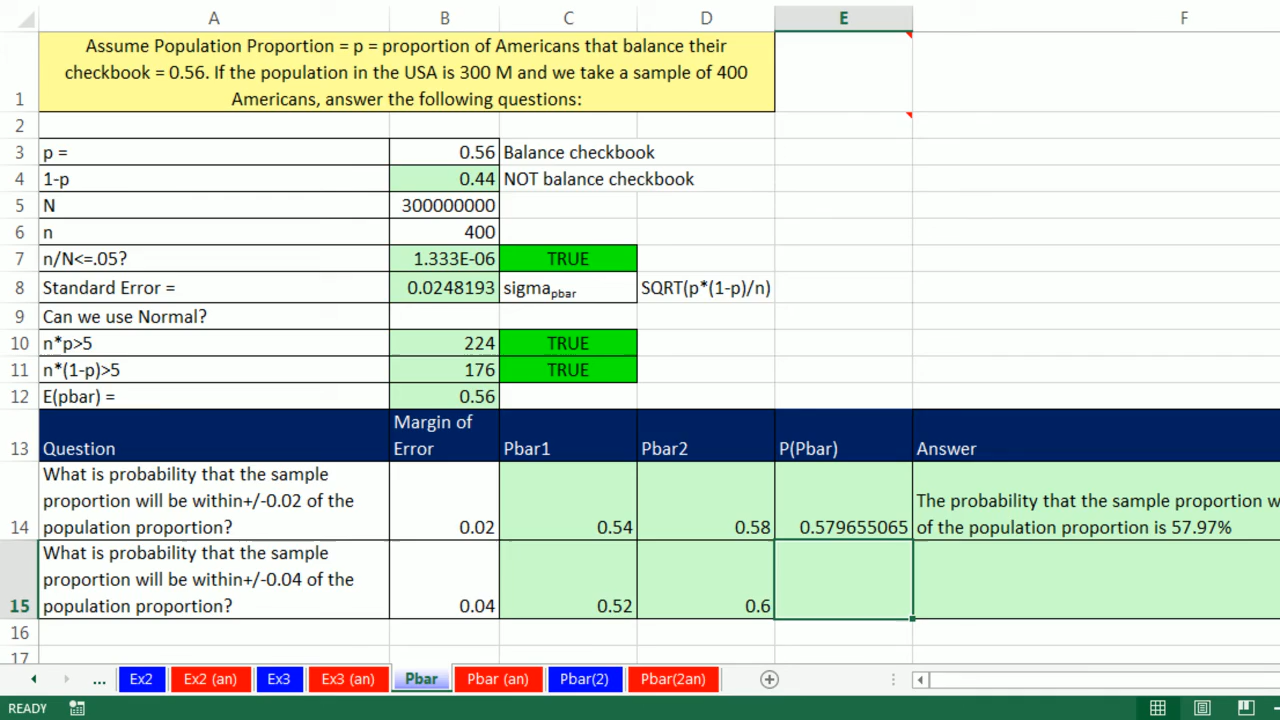 A B C D E F
1 Assume Population Proportion = p = proportion of Americans that balance their
checkbook = 0.56. If the population in the USA is 300 M and we take a sample of 400
Americans, answer the following questions:
2
3 p = 0.56 Balance checkbook
4 1-p 0.44 NOT balance checkbook
5 N 300000000
6 n 400
7 n/N<=.05? 1.333E-06 TRUE
8 Standard Error = 0.0248193 sigmapbar SQRT(p*(1-p)/n)
9 Can we use Normal?
10 n*p>5 224 TRUE
11 n*(1-p)>5 176 TRUE
12 E(pbar) = 0.56
Margin of
13 Question Error Pbar1 Pbar2 P(Pbar) Answer
What is probability that the sample
proportion will be within+/-0.02 of the The probability that the sample proportion w
14 population proportion? 0.02 0.54 0.58 0.579655065 of the population proportion is 57.97%
What is probability that the sample
proportion will be within+/-0.04 of the
15 population proportion? 0.04 0.52 0.6
16
17
... Ex2 Ex2 (an) Ex3 Ex3 (an) Pbar Pbar (an) Pbar(2) Pbar(2an)
READY